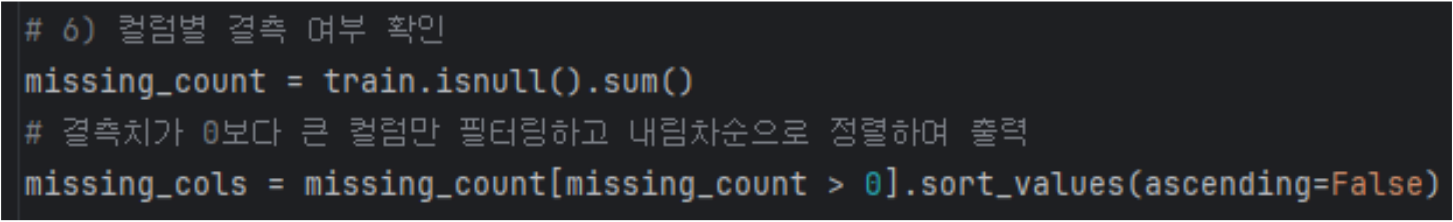 # 6) 컬럼별 결측 여부 확인
missing_count = train.isnull().sum()
# 결측치가 0보다 큰 컬럼만 필터링하고 내림차순으로 정렬하여 출력
missing_cols = missing_count[missing_count > 0].sort_values(ascending=False)